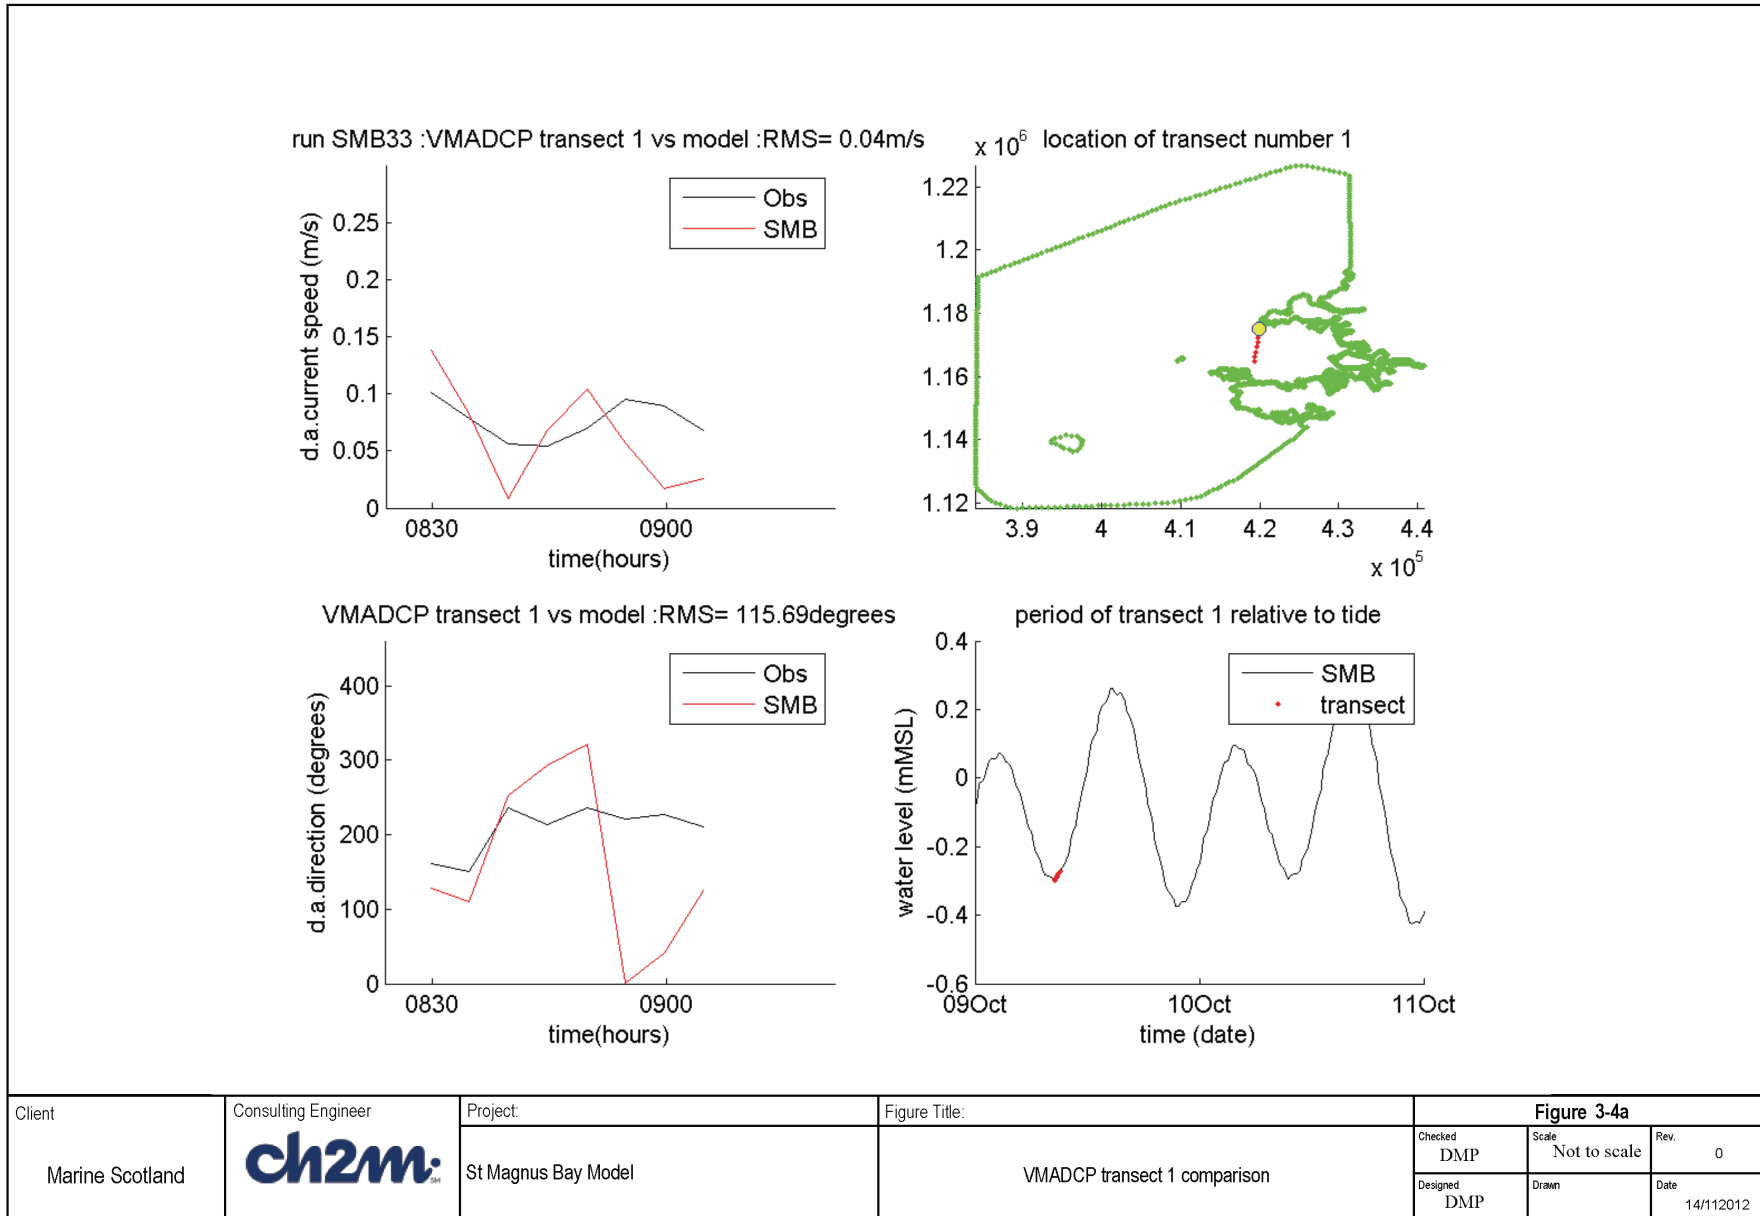 run SMB33 :VMADCP transect 1 vs model :RMS= 0.04m/s
Obs
SMB
d.a.current speed (m/s)
0.25
0.2
0.15
0.1
0.05
0
0830
0900
time(hours)
x 10^6
location of transect number 1
1.22
1.2
1.18
1.16
1.14
1.12
3.9
4
4.1
4.2
4.3
4.4
x 10^5
VMADCP transect 1 vs model :RMS= 115.69degrees
Obs
SMB
d.a.direction (degrees)
400
300
200
100
0
0830
0900
time(hours)
period of transect 1 relative to tide
SMB
transect
water level (mMSL)
0.4
0.2
0
-0.2
-0.4
-0.6
09Oct
10Oct
11Oct
time (date)
Client
Marine Scotland
Consulting Engineer
ch2m:
SM
Project:
St Magnus Bay Model
Figure Title:
VMADCP transect 1 comparison
Figure 3-4a
Checked
DMP
Scale
Not to scale
Rev.
0
Designed
DMP
Drawn
Date
14/112012